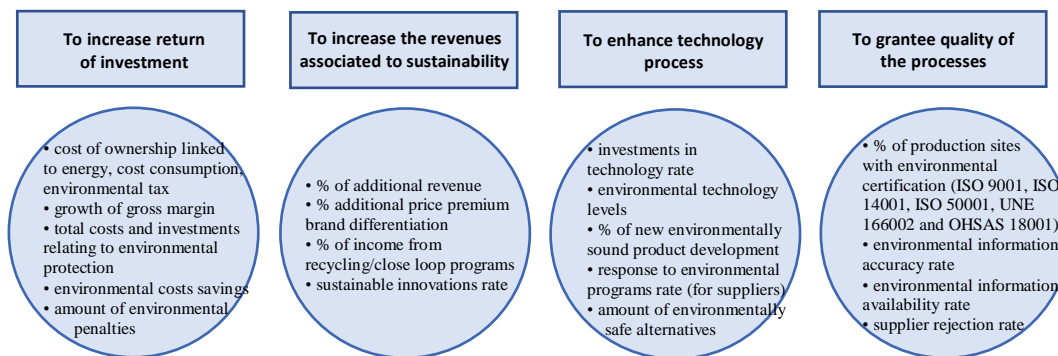 To increase return
of investment
To increase the revenues
associated to sustainability
To enhance technology
process
To grantee quality of
the processes
• cost of ownership linked
to energy, cost consumption,
environmental tax
• growth of gross margin
• total costs and investments
relating to environmental
protection
• environmental costs savings
• amount of environmental
penalties
• % of additional revenue
• % additional price premium
brand differentiation
• % of income from
recycling/close loop programs
• sustainable innovations rate
• investments in
technology rate
• environmental technology
levels
• % of new environmentally
sound product development
• response to environmental
programs rate (for suppliers)
• amount of environmentally
safe alternatives
• % of production sites
with environmental
certification (ISO 9001, ISO
14001, ISO 50001, UNE
166002 and OHSAS 18001)
• environmental information
accuracy rate
• environmental information
availability rate
• supplier rejection rate